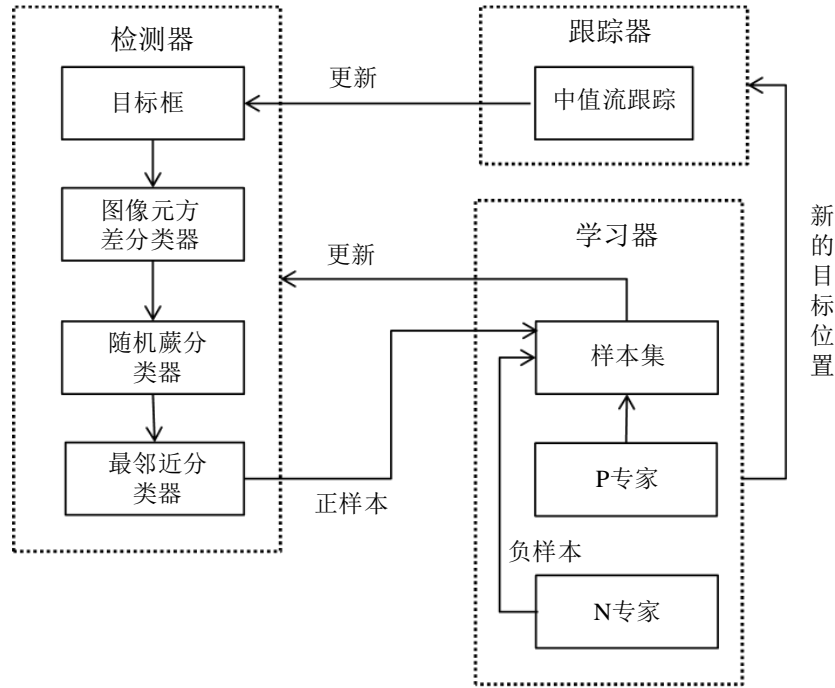 检测器
目标框
图像元方
差分类器
随机蕨分
类器
最邻近分
类器
更新
跟踪器
中值流跟踪
更新
正样本
学习器
样本集
P专家
负样本
N专家
新的目标位置